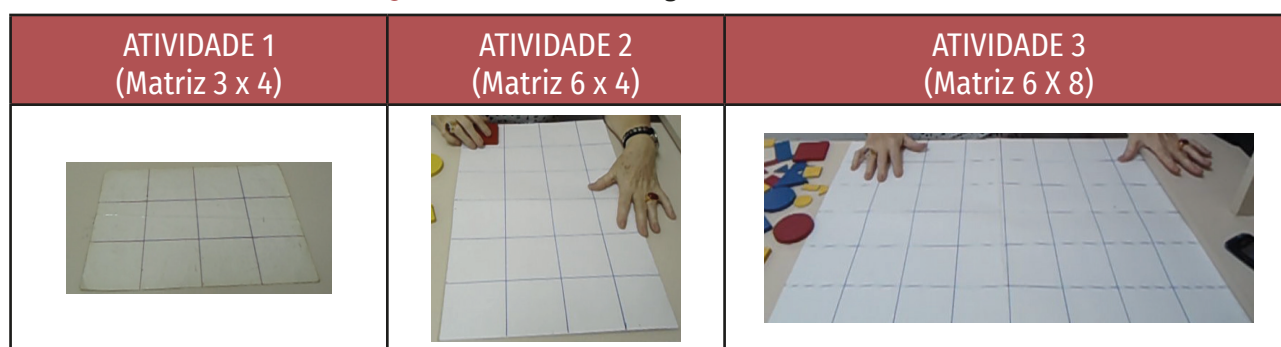 ATIVIDADE 1
(Matriz 3 x 4)
ATIVIDADE 2
(Matriz 6 x 4)
ATIVIDADE 3
(Matriz 6 X 8)